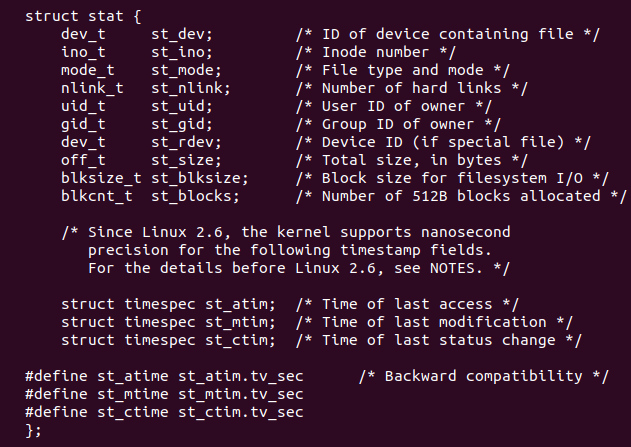 struct stat {
    dev_t     st_dev;         /* ID of device containing file */
    ino_t     st_ino;         /* Inode number */
    mode_t    st_mode;        /* File type and mode */
    nlink_t   st_nlink;       /* Number of hard links */
    uid_t     st_uid;         /* User ID of owner */
    gid_t     st_gid;         /* Group ID of owner */
    dev_t     st_rdev;        /* Device ID (if special file) */
    off_t     st_size;        /* Total size, in bytes */
    blksize_t st_blksize;     /* Block size for filesystem I/O */
    blkcnt_t  st_blocks;      /* Number of 512B blocks allocated */
    /* Since Linux 2.6, the kernel supports nanosecond
       precision for the following timestamp fields.
       For the details before Linux 2.6, see NOTES. */
    struct timespec st_atim;  /* Time of last access */
    struct timespec st_mtim;  /* Time of last modification */
    struct timespec st_ctim;  /* Time of last status change */
#define st_atime st_atim.tv_sec      /* Backward compatibility */
#define st_mtime st_mtim.tv_sec
#define st_ctime st_ctim.tv_sec
};